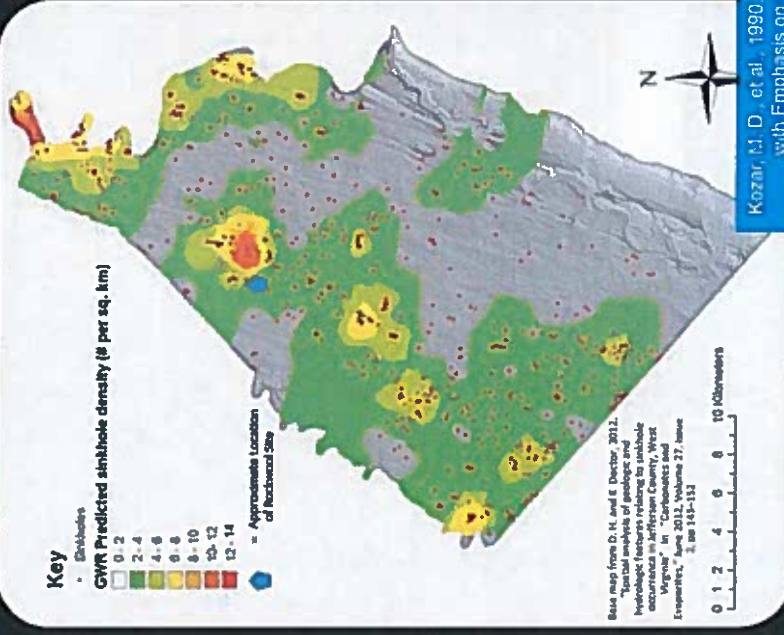 Key
Sinkholes
GWR Predicted sinkhole density (# per sq. km)
0 - 2
2 - 4
4 - 6
6 - 8
8 - 10
10- 12
12 - 14
= Approximate Location
of Rockwool Site
N
Base map from D. H. and Doctor, 2012.
"Spatial analysis of geologic and
hydrologic features relating to sinkhole
occurrence in Jefferson County, West
Virginia" in "Carbonates and
Evaporites," June 2012, Volume 27, Issue
2, pp 143-152
0 1 2 4 6 8 10 Kilometers
Kozar, M. D., et al., 1990.
with Emphasis on